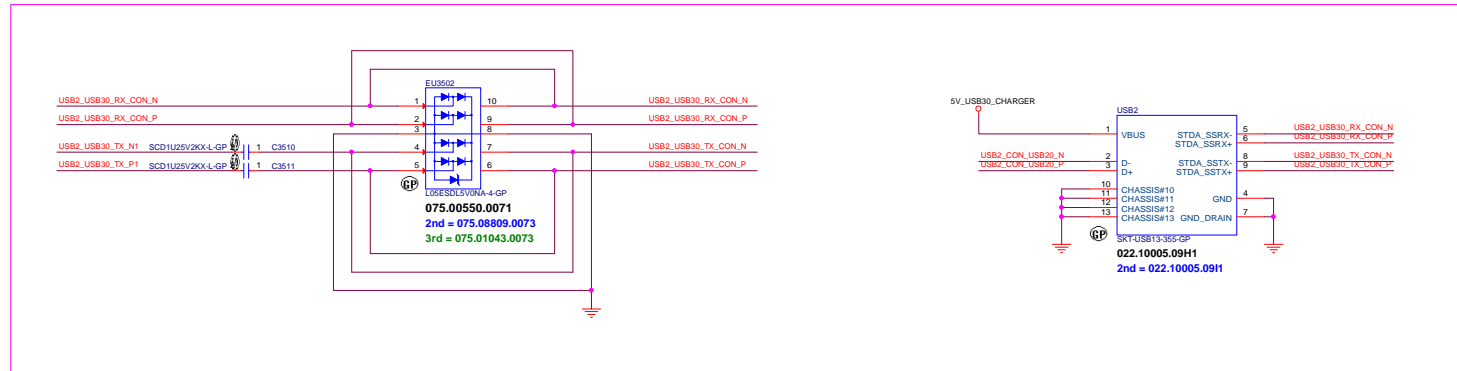 EU3502
USB2_USB30_RX_CON_N
1
10
USB2_USB30_RX_CON_N
USB2_USB30_RX_CON_P
2
9
USB2_USB30_RX_CON_P
3
8
USB2_USB30_TX_N1
SCD1U25V2KX-L-GP
1
C3510
4
7
USB2_USB30_TX_CON_N
USB2_USB30_TX_P1
SCD1U25V2KX-L-GP
1
C3511
5
6
USB2_USB30_TX_CON_P
GP
L05ESDL5V0NA-4-GP
075.00550.0071
2nd = 075.08809.0073
3rd = 075.01043.0073
5V_USB30_CHARGER
USB2
1
VBUS
STDA_SSRX-
5
USB2_USB30_RX_CON_N
STDA_SSRX+
6
USB2_USB30_RX_CON_P
USB2_CON_USB20_N
2
D-
STDA_SSTX-
8
USB2_USB30_TX_CON_N
USB2_CON_USB20_P
3
D+
STDA_SSTX+
9
USB2_USB30_TX_CON_P
10
CHASSIS#10
11
CHASSIS#11
GND
4
12
CHASSIS#12
13
CHASSIS#13
GND_DRAIN
7
GP
SKT-USB13-355-GP
022.10005.09H1
2nd = 022.10005.09I1